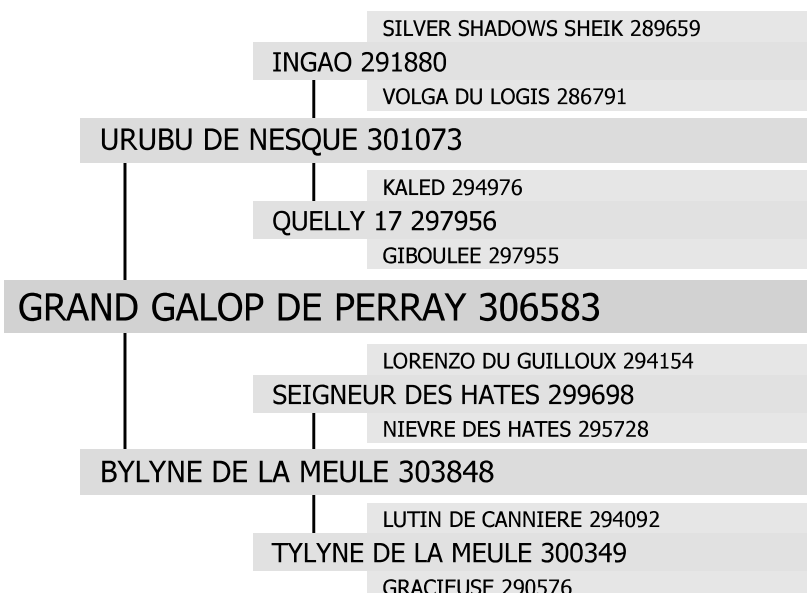 SILVER SHADOWS SHEIK 289659
INGAO 291880
VOLGA DU LOGIS 286791
URUBU DE NESQUE 301073
KALED 294976
QUELLY 17 297956
GIBOULEE 297955
GRAND GALOP DE PERRAY 306583
LORENZO DU GUILLOUX 294154
SEIGNEUR DES HATES 299698
NIEVRE DES HATES 295728
BYLYNE DE LA MEULE 303848
LUTIN DE CANNIERE 294092
TYLYNE DE LA MEULE 300349
GRACIEUSE 290576